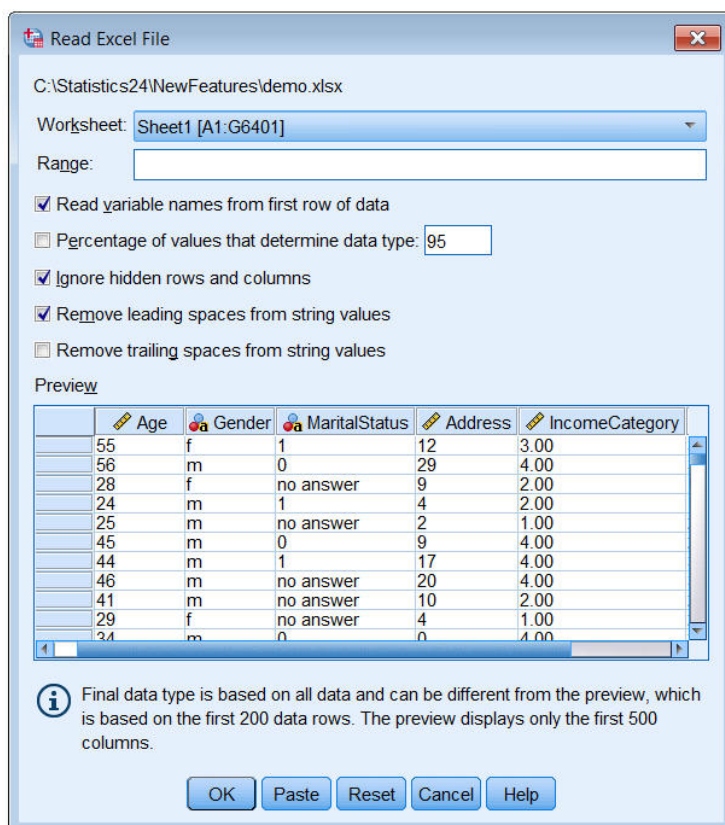 Read Excel File
C:\Statistics24\NewFeatures\demo.xlsx
Worksheet: Sheet1 [A1:G6401]
Range:
Read variable names from first row of data
Percentage of values that determine data type: 95
Ignore hidden rows and columns
Remove leading spaces from string values
Remove trailing spaces from string values
Preview
Age Gender MaritalStatus Address IncomeCategory
55 f 1 12 3.00
56 m 0 29 4.00
28 f no answer 9 2.00
24 m 1 4 2.00
25 m no answer 2 1.00
45 m 0 9 4.00
44 m 1 17 4.00
46 m no answer 20 4.00
41 m no answer 10 2.00
29 f no answer 4 1.00
34 m 0 0 4.00
Final data type is based on all data and can be different from the preview, which
is based on the first 200 data rows. The preview displays only the first 500
columns.
OK Paste Reset Cancel Help